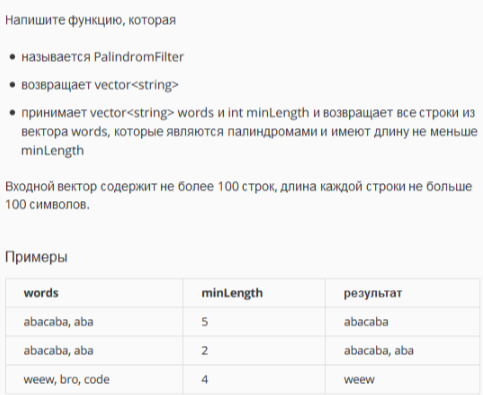 Напишите функцию, которая
• называется PalindromFilter
• возвращает vector<string>
• принимает vector<string> words и int minLength и возвращает все строки из
вектора words, которые являются палиндромами и имеют длину не меньше
minLength
Входной вектор содержит не более 100 строк, длина каждой строки не больше
100 символов.
Примеры
words minLength результат
abacaba, aba 5 abacaba
abacaba, aba 2 abacaba, aba
weew, bro, code 4 weew